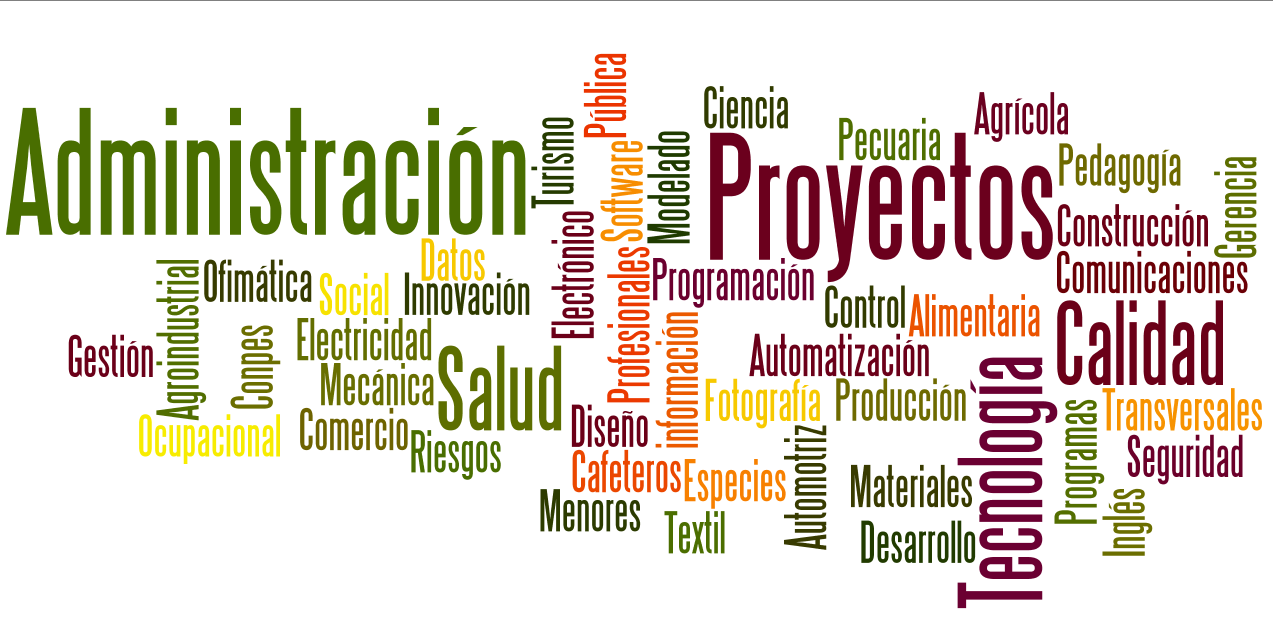 Administración
Turismo
Pública
Software
Modelado
Ciencia
Proyectos
Pecuaria
Agrícola
Pedagogía
Gerencia
Construcción
Comunicaciones
Electrónico
Profesionales
Programación
Datos
Ofimática
Social
Innovación
Agroindustrial
Gestión
Conpes
Electricidad
Mecánica
Salud
Ocupacional
Comercio
Riesgos
información
Control
Alimentaria
Automatización
Calidad
Tecnología
Fotografía
Producción
Diseño
Cafeteros
Especies
Menores
Textil
Automotriz
Materiales
Desarrollo
Programas
Transversales
Seguridad
Inglés